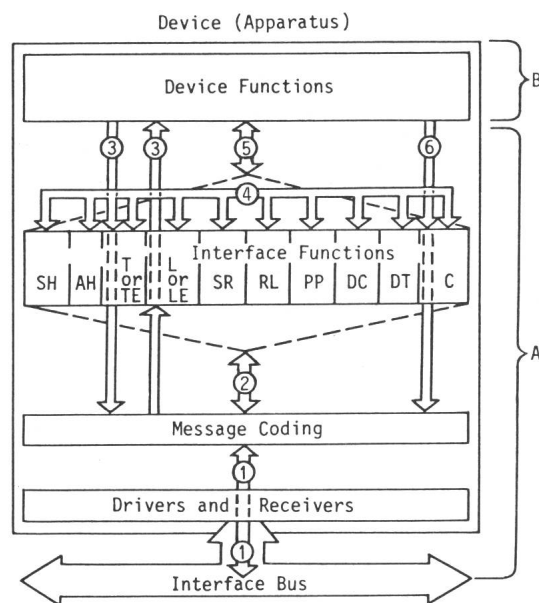 Device (Apparatus)
B
Device Functions
3 3 5 6
4
Interface Functions
SH AH T or TE L or LE SR RL PP DC DT C
A
2
Message Coding
1
Drivers and Receivers
1
Interface Bus